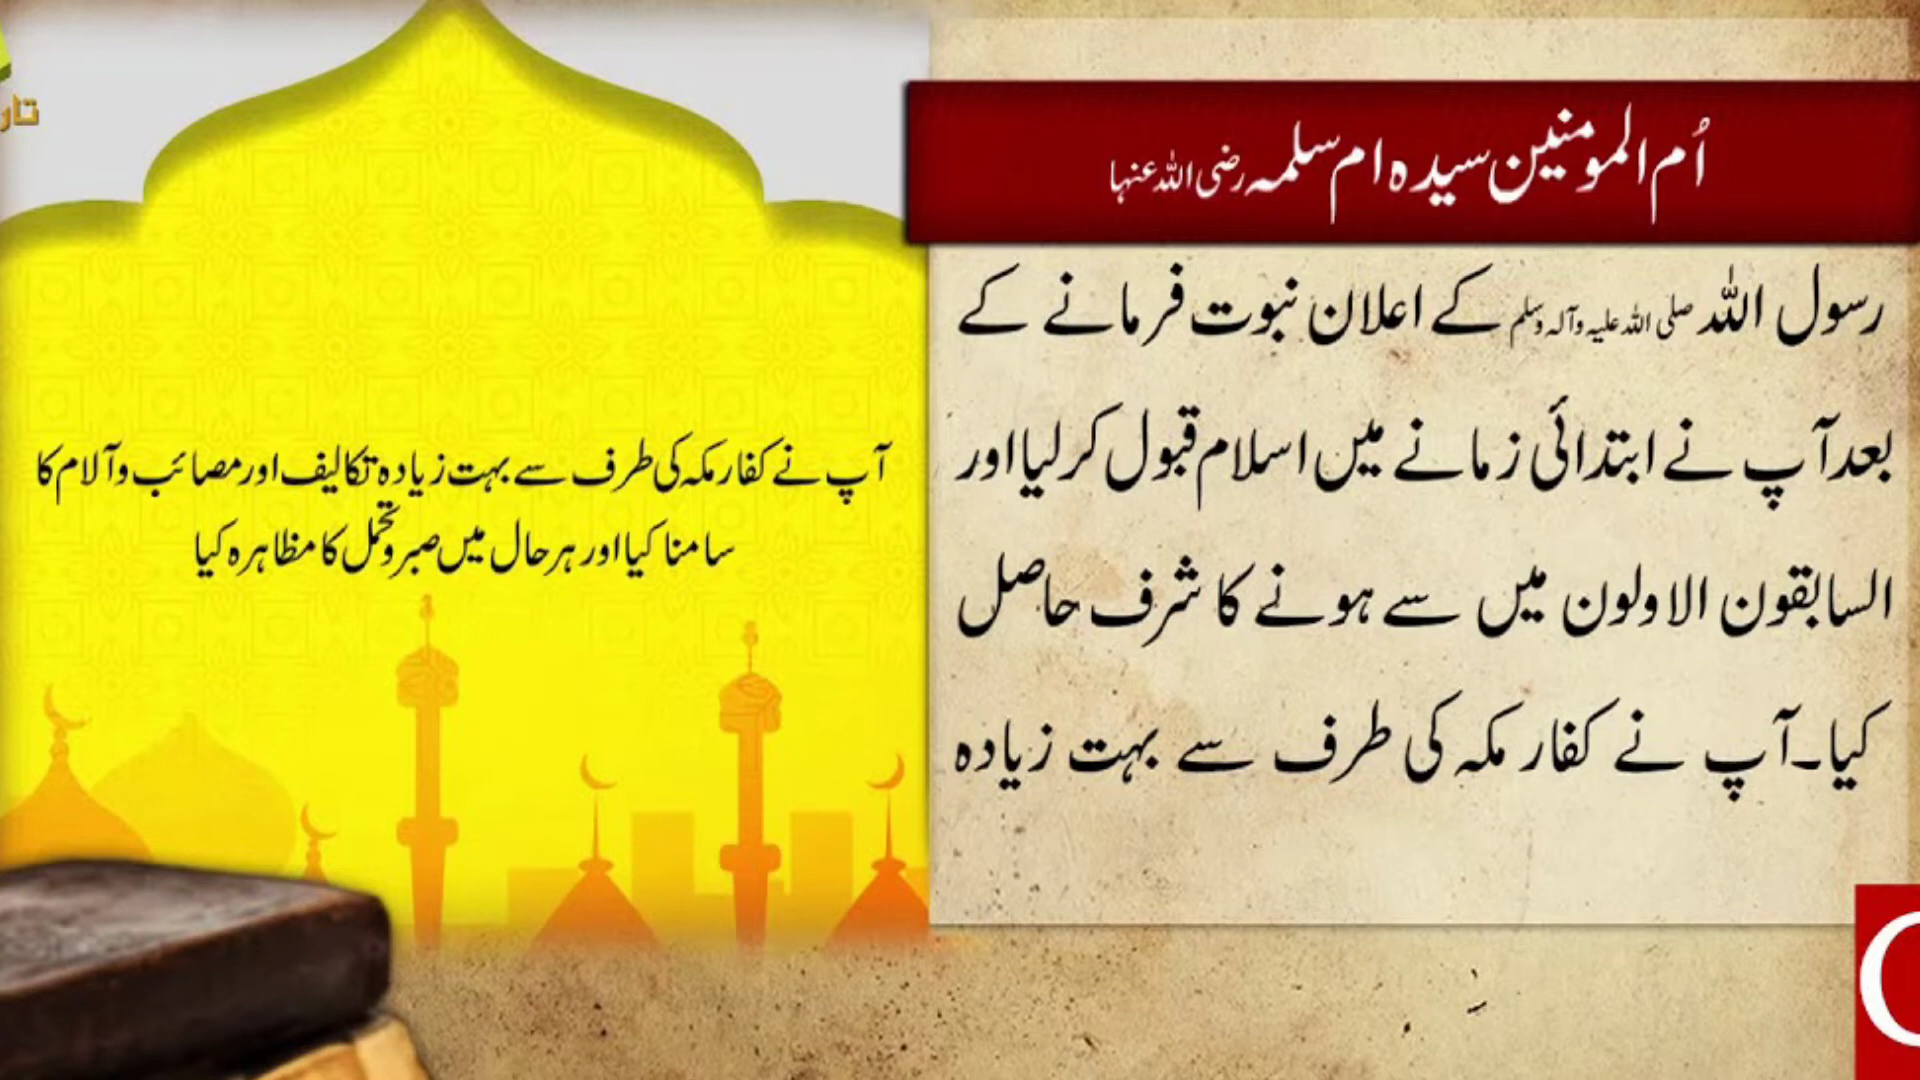 اُم المومنین سیدہ ام سلمہ رضی اللہ عنہا
رسول اللہ صلی اللہ علیہ وآلہ وسلم کے اعلان نبوت فرمانے کے
بعد آپ نے ابتدائی زمانے میں اسلام قبول کرلیا اور
السابقون الاولون میں سے ہونے کا شرف حاصل
کیا۔ آپ نے کفار مکہ کی طرف سے بہت زیادہ
آپ نے کفار مکہ کی طرف سے بہت زیادہ تکالیف اور مصائب و آلام کا
سامنا کیا اور ہر حال میں صبر و تحمل کا مظاہرہ کیا